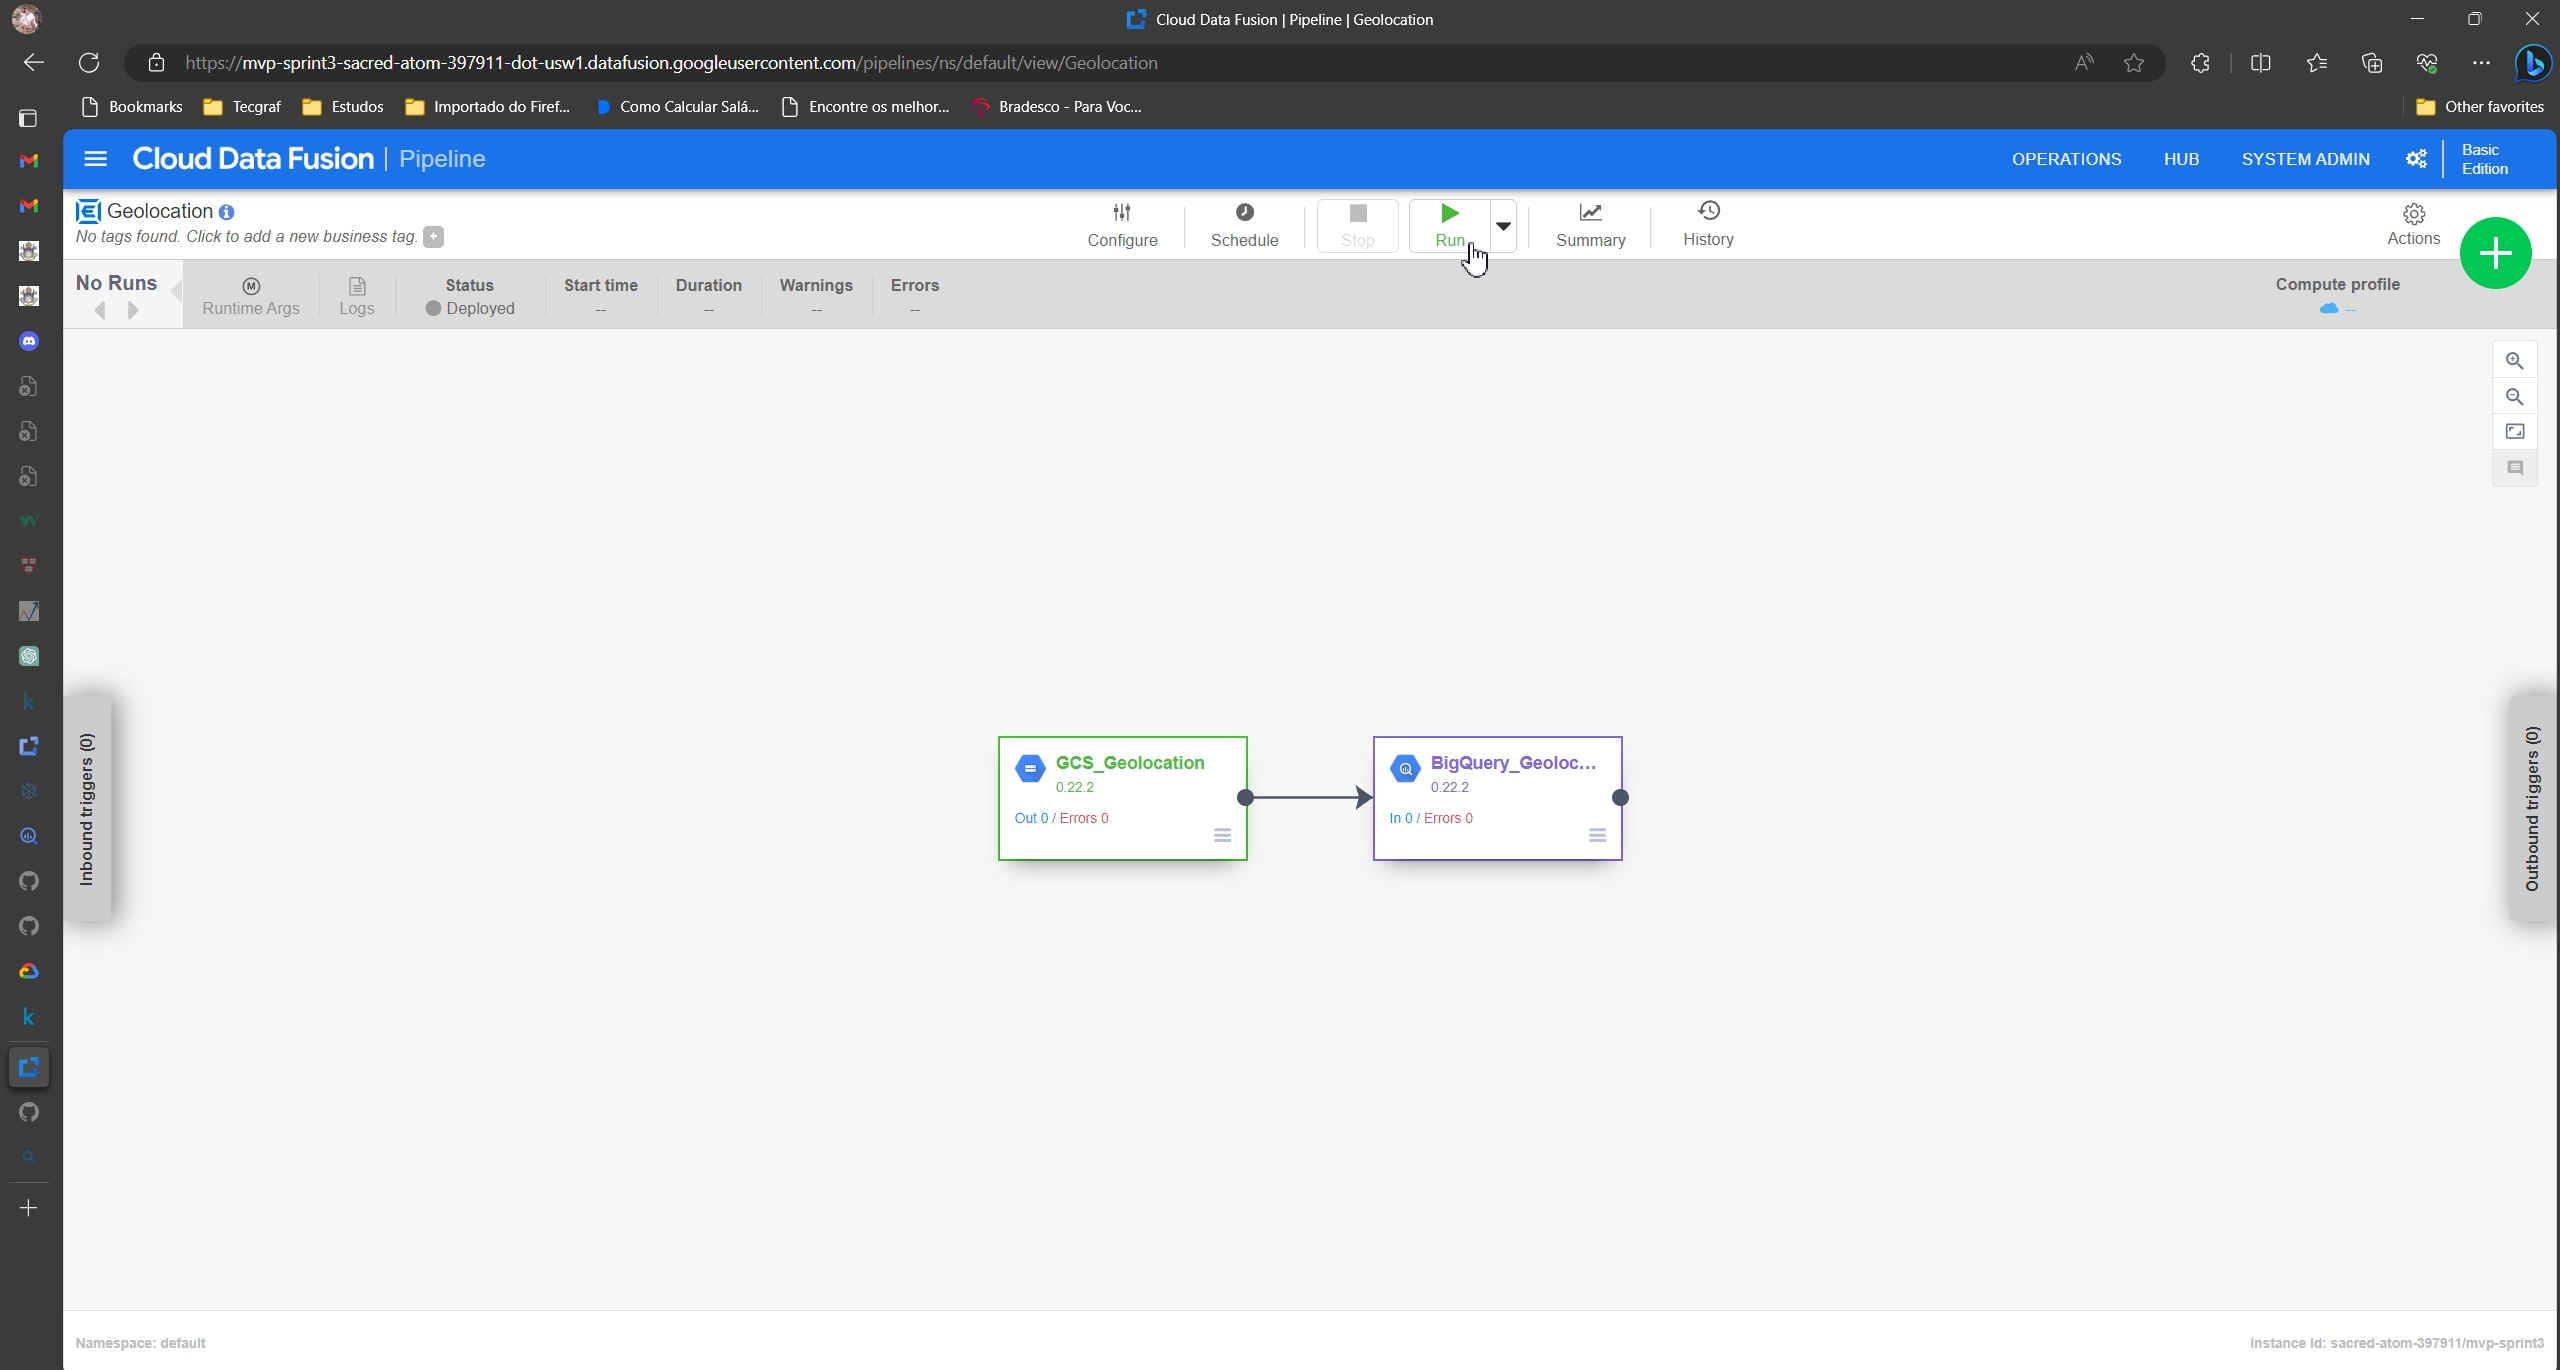 Cloud Data Fusion | Pipeline | Geolocation
https://mvp-sprint3-sacred-atom-397911-dot-usw1.datafusion.googleusercontent.com/pipelines/ns/default/view/Geolocation
Bookmarks Tecgraf Estudos Importado do Firef... Como Calcular Salá... Encontre os melhor... Bradesco - Para Voc... Other favorites
Cloud Data Fusion | Pipeline OPERATIONS HUB SYSTEM ADMIN Basic
Edition
Geolocation
No tags found. Click to add a new business tag. +
Configure Schedule Stop Run Summary History Actions
No Runs
Runtime Args Logs
Status
Deployed
Start time
--
Duration
--
Warnings
--
Errors
--
Compute profile
--
GCS_Geolocation
0.22.2
Out 0 / Errors 0
BigQuery_Geoloc...
0.22.2
In 0 / Errors 0
Inbound triggers (0)
Outbound triggers (0)
Namespace: default
Instance Id: sacred-atom-397911/mvp-sprint3